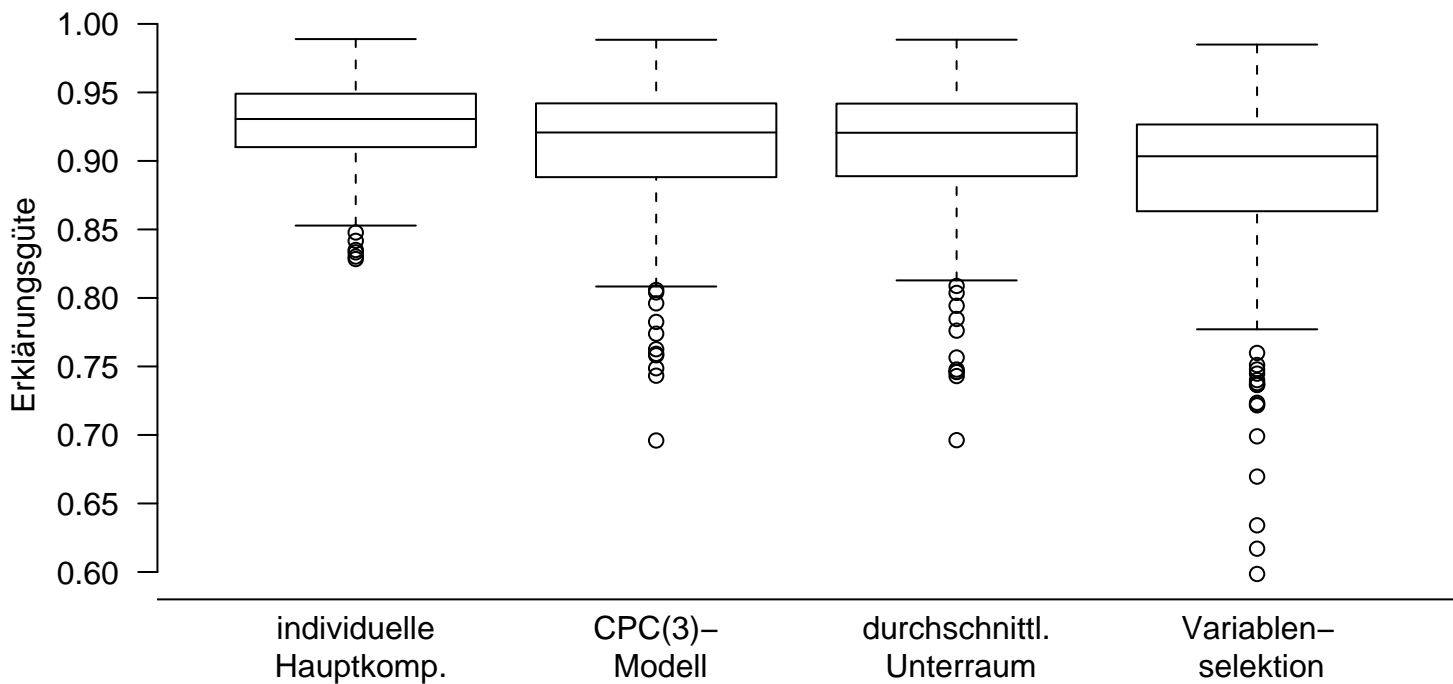 1.00
0.95
0.90
0.85
0.80
0.75
0.70
0.65
0.60
Erklärungsgüte
individuelle
Hauptkomp.
CPC(3)−
Modell
durchschnittl.
Unterraum
Variablen−
selektion